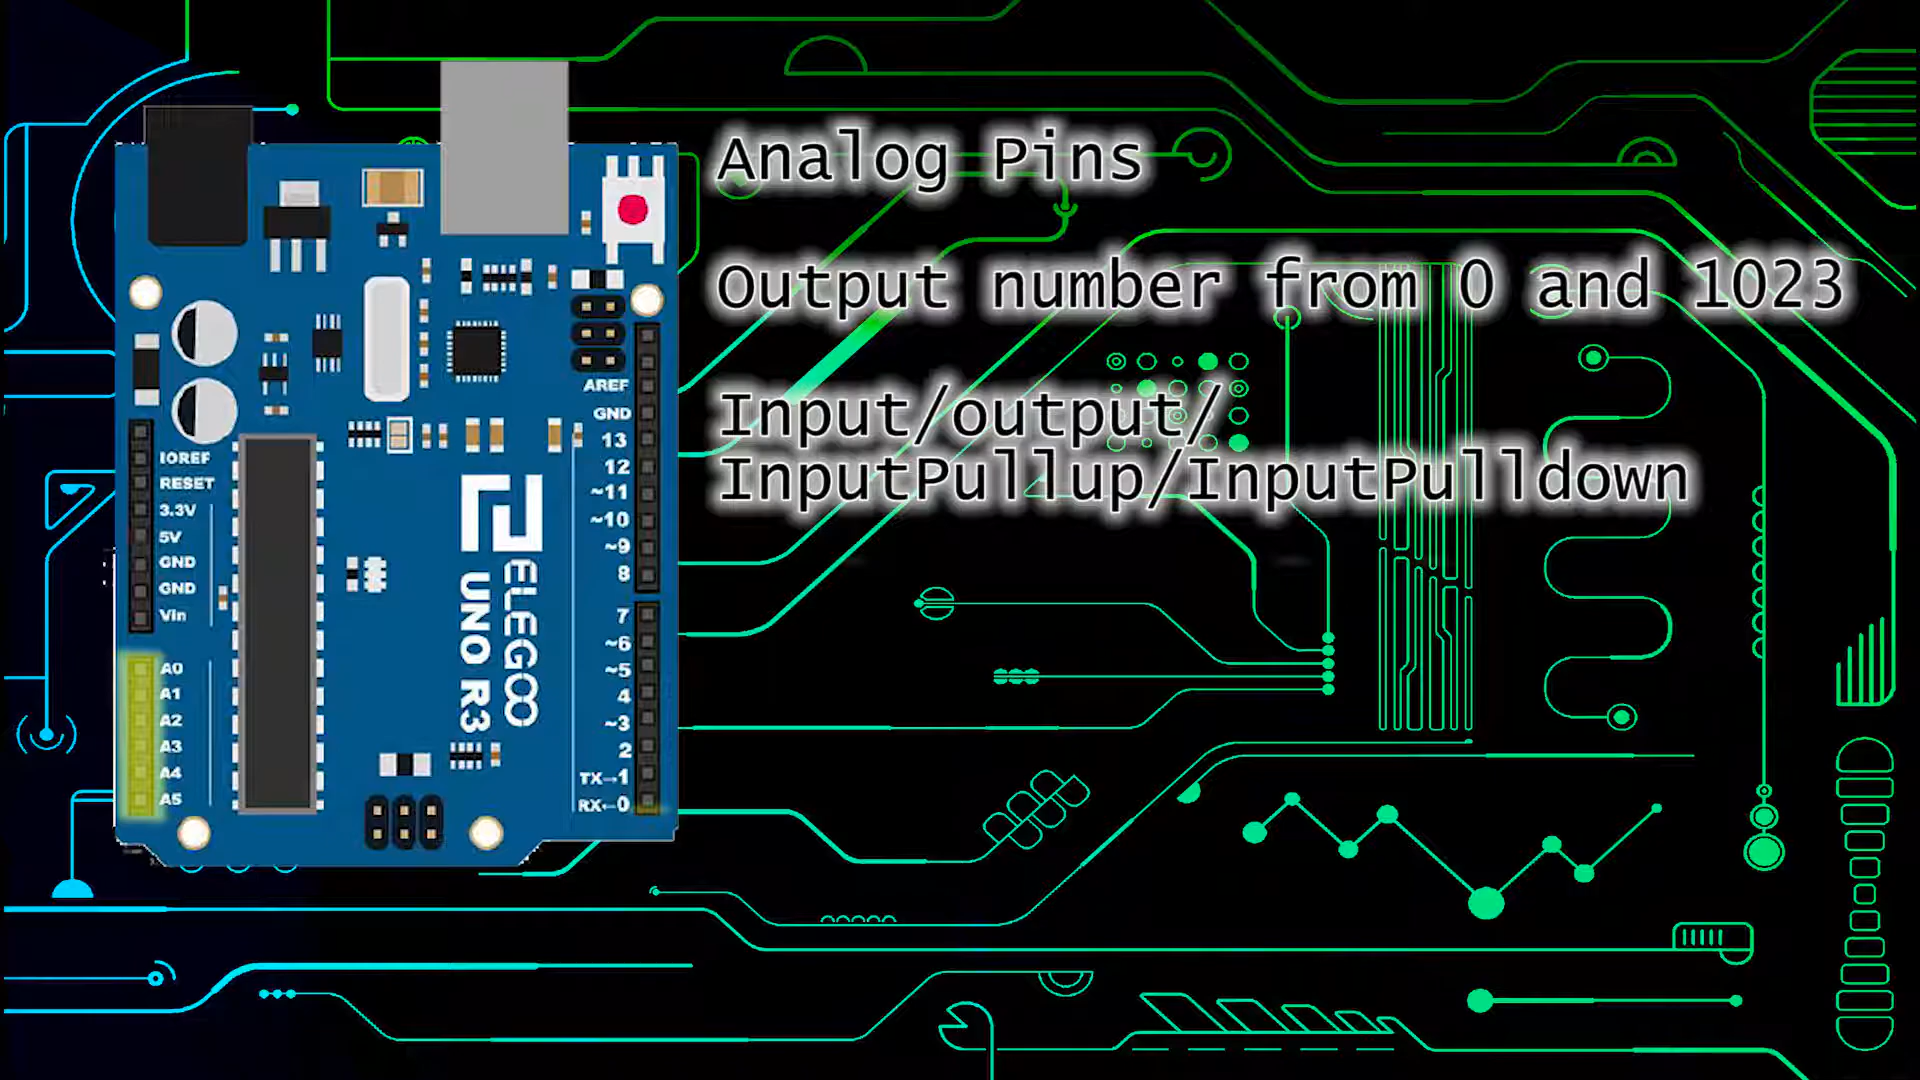 Analog Pins
Output number from 0 and 1023
Input/output/
InputPullup/InputPulldown
AREF
GND
13
12
~11
~10
~9
8
7
~6
~5
4
~3
2
TX→1
RX←0
IOREF
RESET
3.3V
5V
GND
GND
Vin
A0
A1
A2
A3
A4
A5
ELEGOO
UNO R3